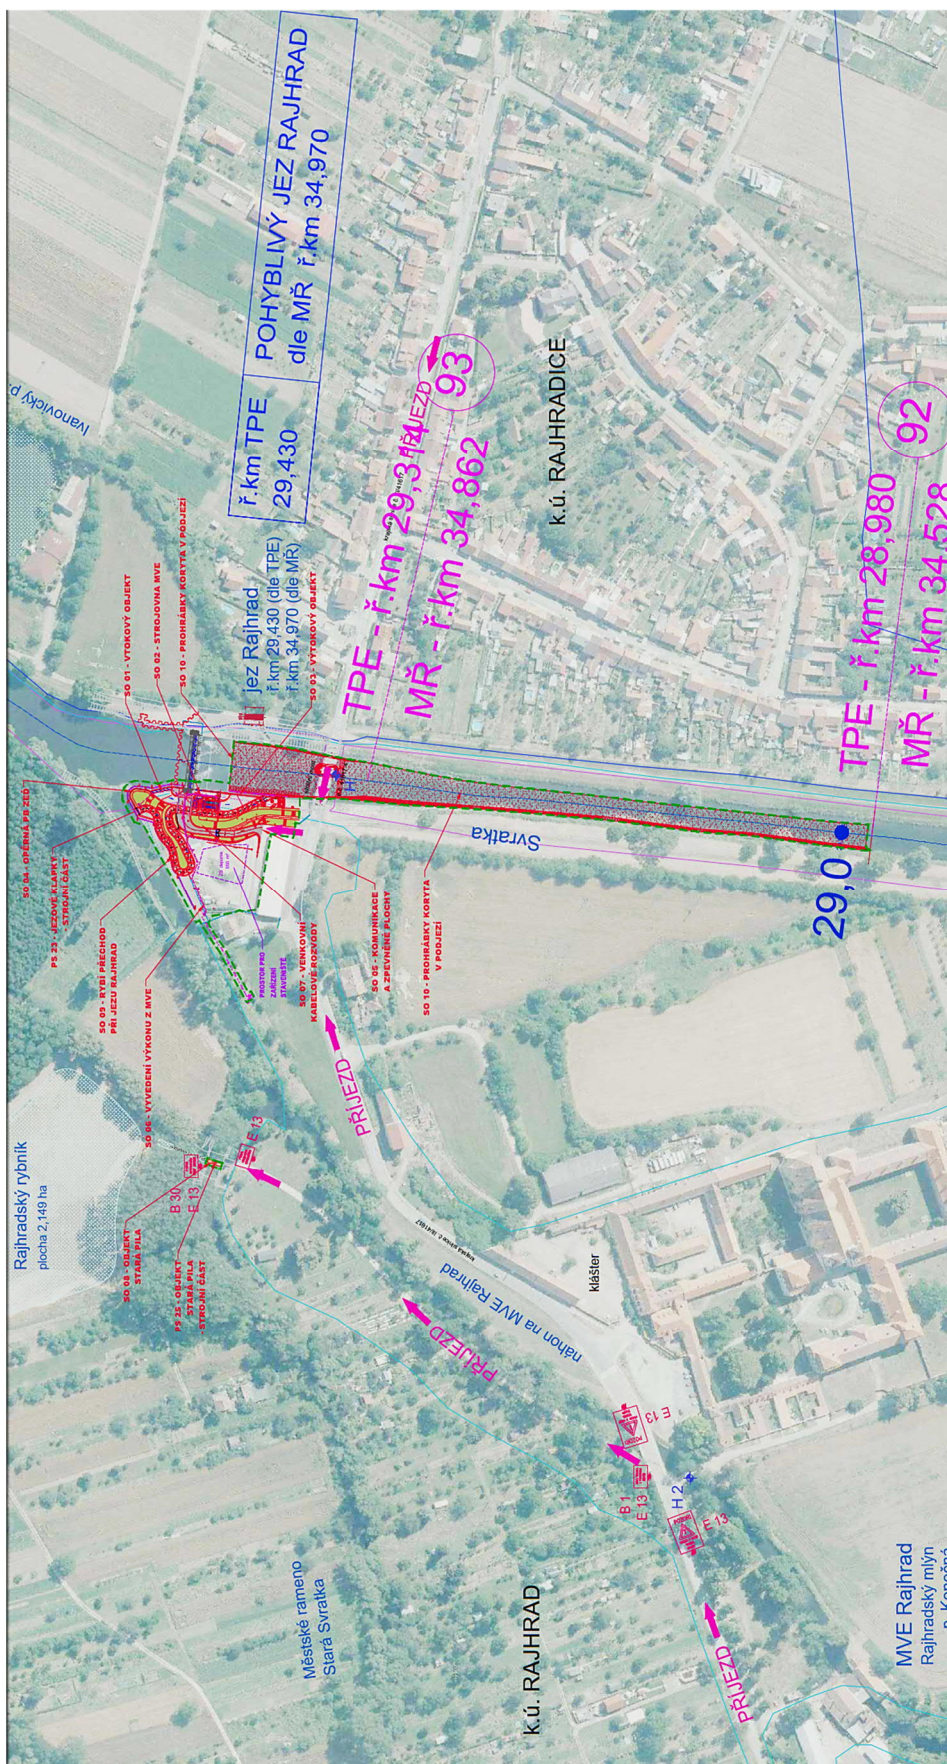 Ivanovický p.
ř.km TPE
29,430
POHYBLIVÝ JEZ RAJHRAD
dle MŘ ř.km 34,970
SO 01 - VTOKOVÝ OBJEKT
SO 02 - STROJOVNA MVE
SO 10 - PROHRÁBKY KORYTA V PODJEZÍ
jez Rajhrad
ř.km 29,430 (dle TPE)
ř.km 34,970 (dle MŘ)
SO 03 - VÝTOKOVÝ OBJEKT
TPE - ř.km 29,314
MŘ - ř.km 34,862
93
PŘÍJEZD
k.ú. RAJHRADICE
TPE - ř.km 28,980
MŘ - ř.km 34,528
92
SO 04 - OPĚRNÁ PB ZEĎ
PS 23 - JEZOVÉ KLAPKY
- STROJNÍ ČÁST
SO 09 - RYBÍ PŘECHOD
PŘI JEZU RAJHRAD
SO 06 - VYVEDENÍ VÝKONU Z MVE
PROSTOR PRO
ZAŘÍZENÍ
STAVENIŠTĚ
SO 07 - VENKOVNÍ
KABELOVÉ ROZVODY
SO 05 - KOMUNIKACE
A ZPEVNĚNÉ PLOCHY
SO 10 - PROHRÁBKY KORYTA
V PODJEZÍ
Svratka
29,0
Rajhradský rybník
plocha 2,149 ha
SO 08 - OBJEKT
STARÁ PILA
PS 25 - OBJEKT
STARÁ PILA
- STROJNÍ ČÁST
B 30
E 13
E 13
PŘÍJEZD
PŘÍJEZD
náhon na MVE Rajhrad
klášter
POZOR!
E 13
B 1
E 13
H 2
POZOR!
E 13
Městské rameno
Stará Svratka
k.ú. RAJHRAD
PŘÍJEZD
MVE Rajhrad
Rajhradský mlýn